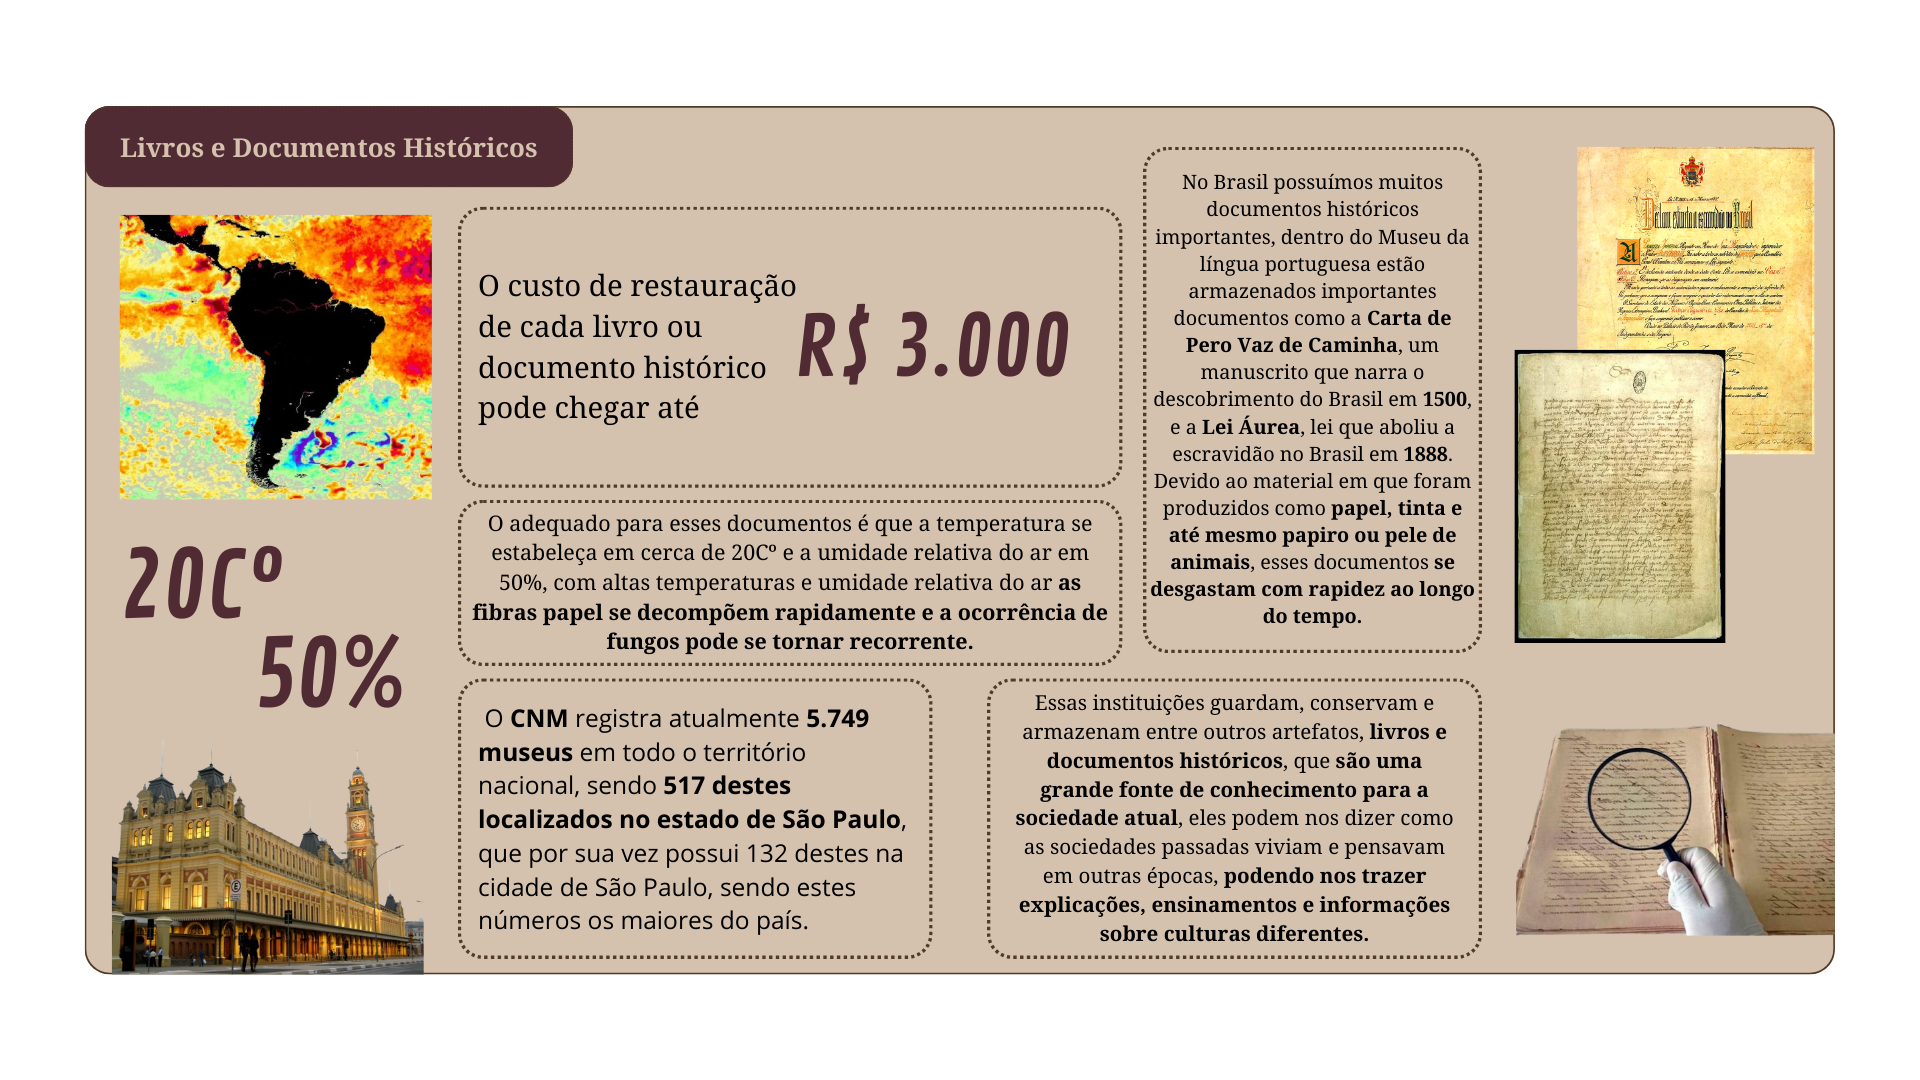 Livros e Documentos Históricos
O custo de restauração
de cada livro ou
documento histórico
pode chegar até
R$ 3.000
O adequado para esses documentos é que a temperatura se
estabeleça em cerca de 20Cº e a umidade relativa do ar em
50%, com altas temperaturas e umidade relativa do ar as
fibras papel se decompõem rapidamente e a ocorrência de
fungos pode se tornar recorrente.
20Cº
50%
No Brasil possuímos muitos
documentos históricos
importantes, dentro do Museu da
língua portuguesa estão
armazenados importantes
documentos como a Carta de
Pero Vaz de Caminha, um
manuscrito que narra o
descobrimento do Brasil em 1500,
e a Lei Áurea, lei que aboliu a
escravidão no Brasil em 1888.
Devido ao material em que foram
produzidos como papel, tinta e
até mesmo papiro ou pele de
animais, esses documentos se
desgastam com rapidez ao longo
do tempo.
O CNM registra atualmente 5.749
museus em todo o território
nacional, sendo 517 destes
localizados no estado de São Paulo,
que por sua vez possui 132 destes na
cidade de São Paulo, sendo estes
números os maiores do país.
Essas instituições guardam, conservam e
armazenam entre outros artefatos, livros e
documentos históricos, que são uma
grande fonte de conhecimento para a
sociedade atual, eles podem nos dizer como
as sociedades passadas viviam e pensavam
em outras épocas, podendo nos trazer
explicações, ensinamentos e informações
sobre culturas diferentes.